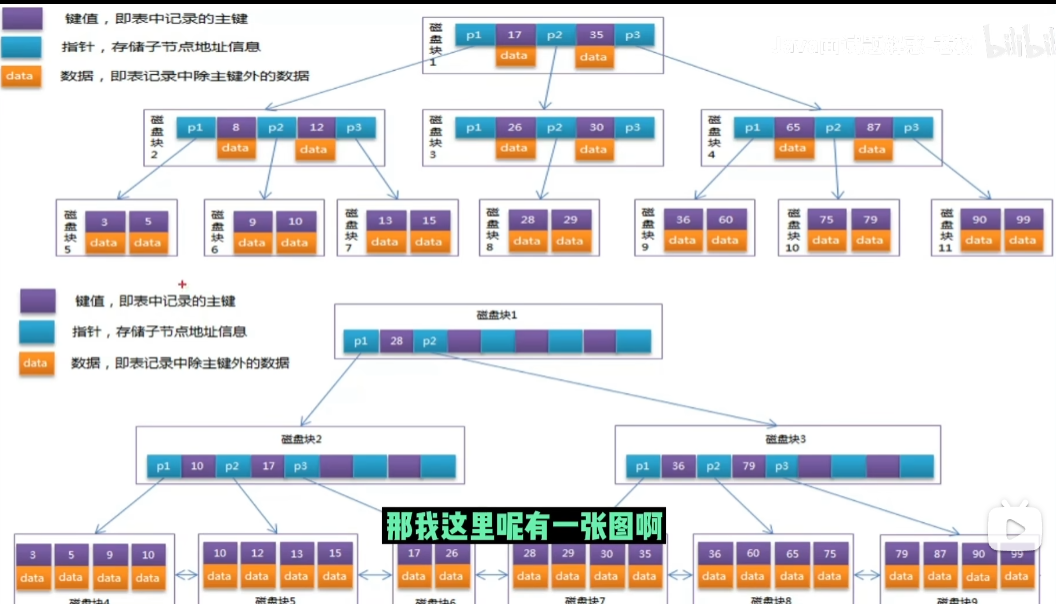 键值，即表中记录的主键
指针，存储子节点地址信息
data 数据，即表记录中除主键外的数据
磁盘块1 p1 17 p2 35 p3
data data
磁盘块2 p1 8 p2 12 p3
data data
磁盘块3 p1 26 p2 30 p3
data data
磁盘块4 p1 65 p2 87 p3
data data
磁盘块5 3 5
data data
磁盘块6 9 10
data data
磁盘块7 13 15
data data
磁盘块8 28 29
data data
磁盘块9 36 60
data data
磁盘块10 75 79
data data
磁盘块11 90 99
data data
bilibili
键值，即表中记录的主键
指针，存储子节点地址信息
data 数据，即表记录中除主键外的数据
磁盘块1
p1 28 p2
磁盘块2
p1 10 p2 17 p3
磁盘块3
p1 36 p2 79 p3
那我这里呢有一张图啊
3 5 9 10
data data data data
磁盘块4
10 12 13 15
data data data data
磁盘块5
17 26
data data
磁盘块6
28 29 30 35
data data data data
磁盘块7
36 60 65 75
data data data data
磁盘块8
79 87 90 99
data data data data
磁盘块9